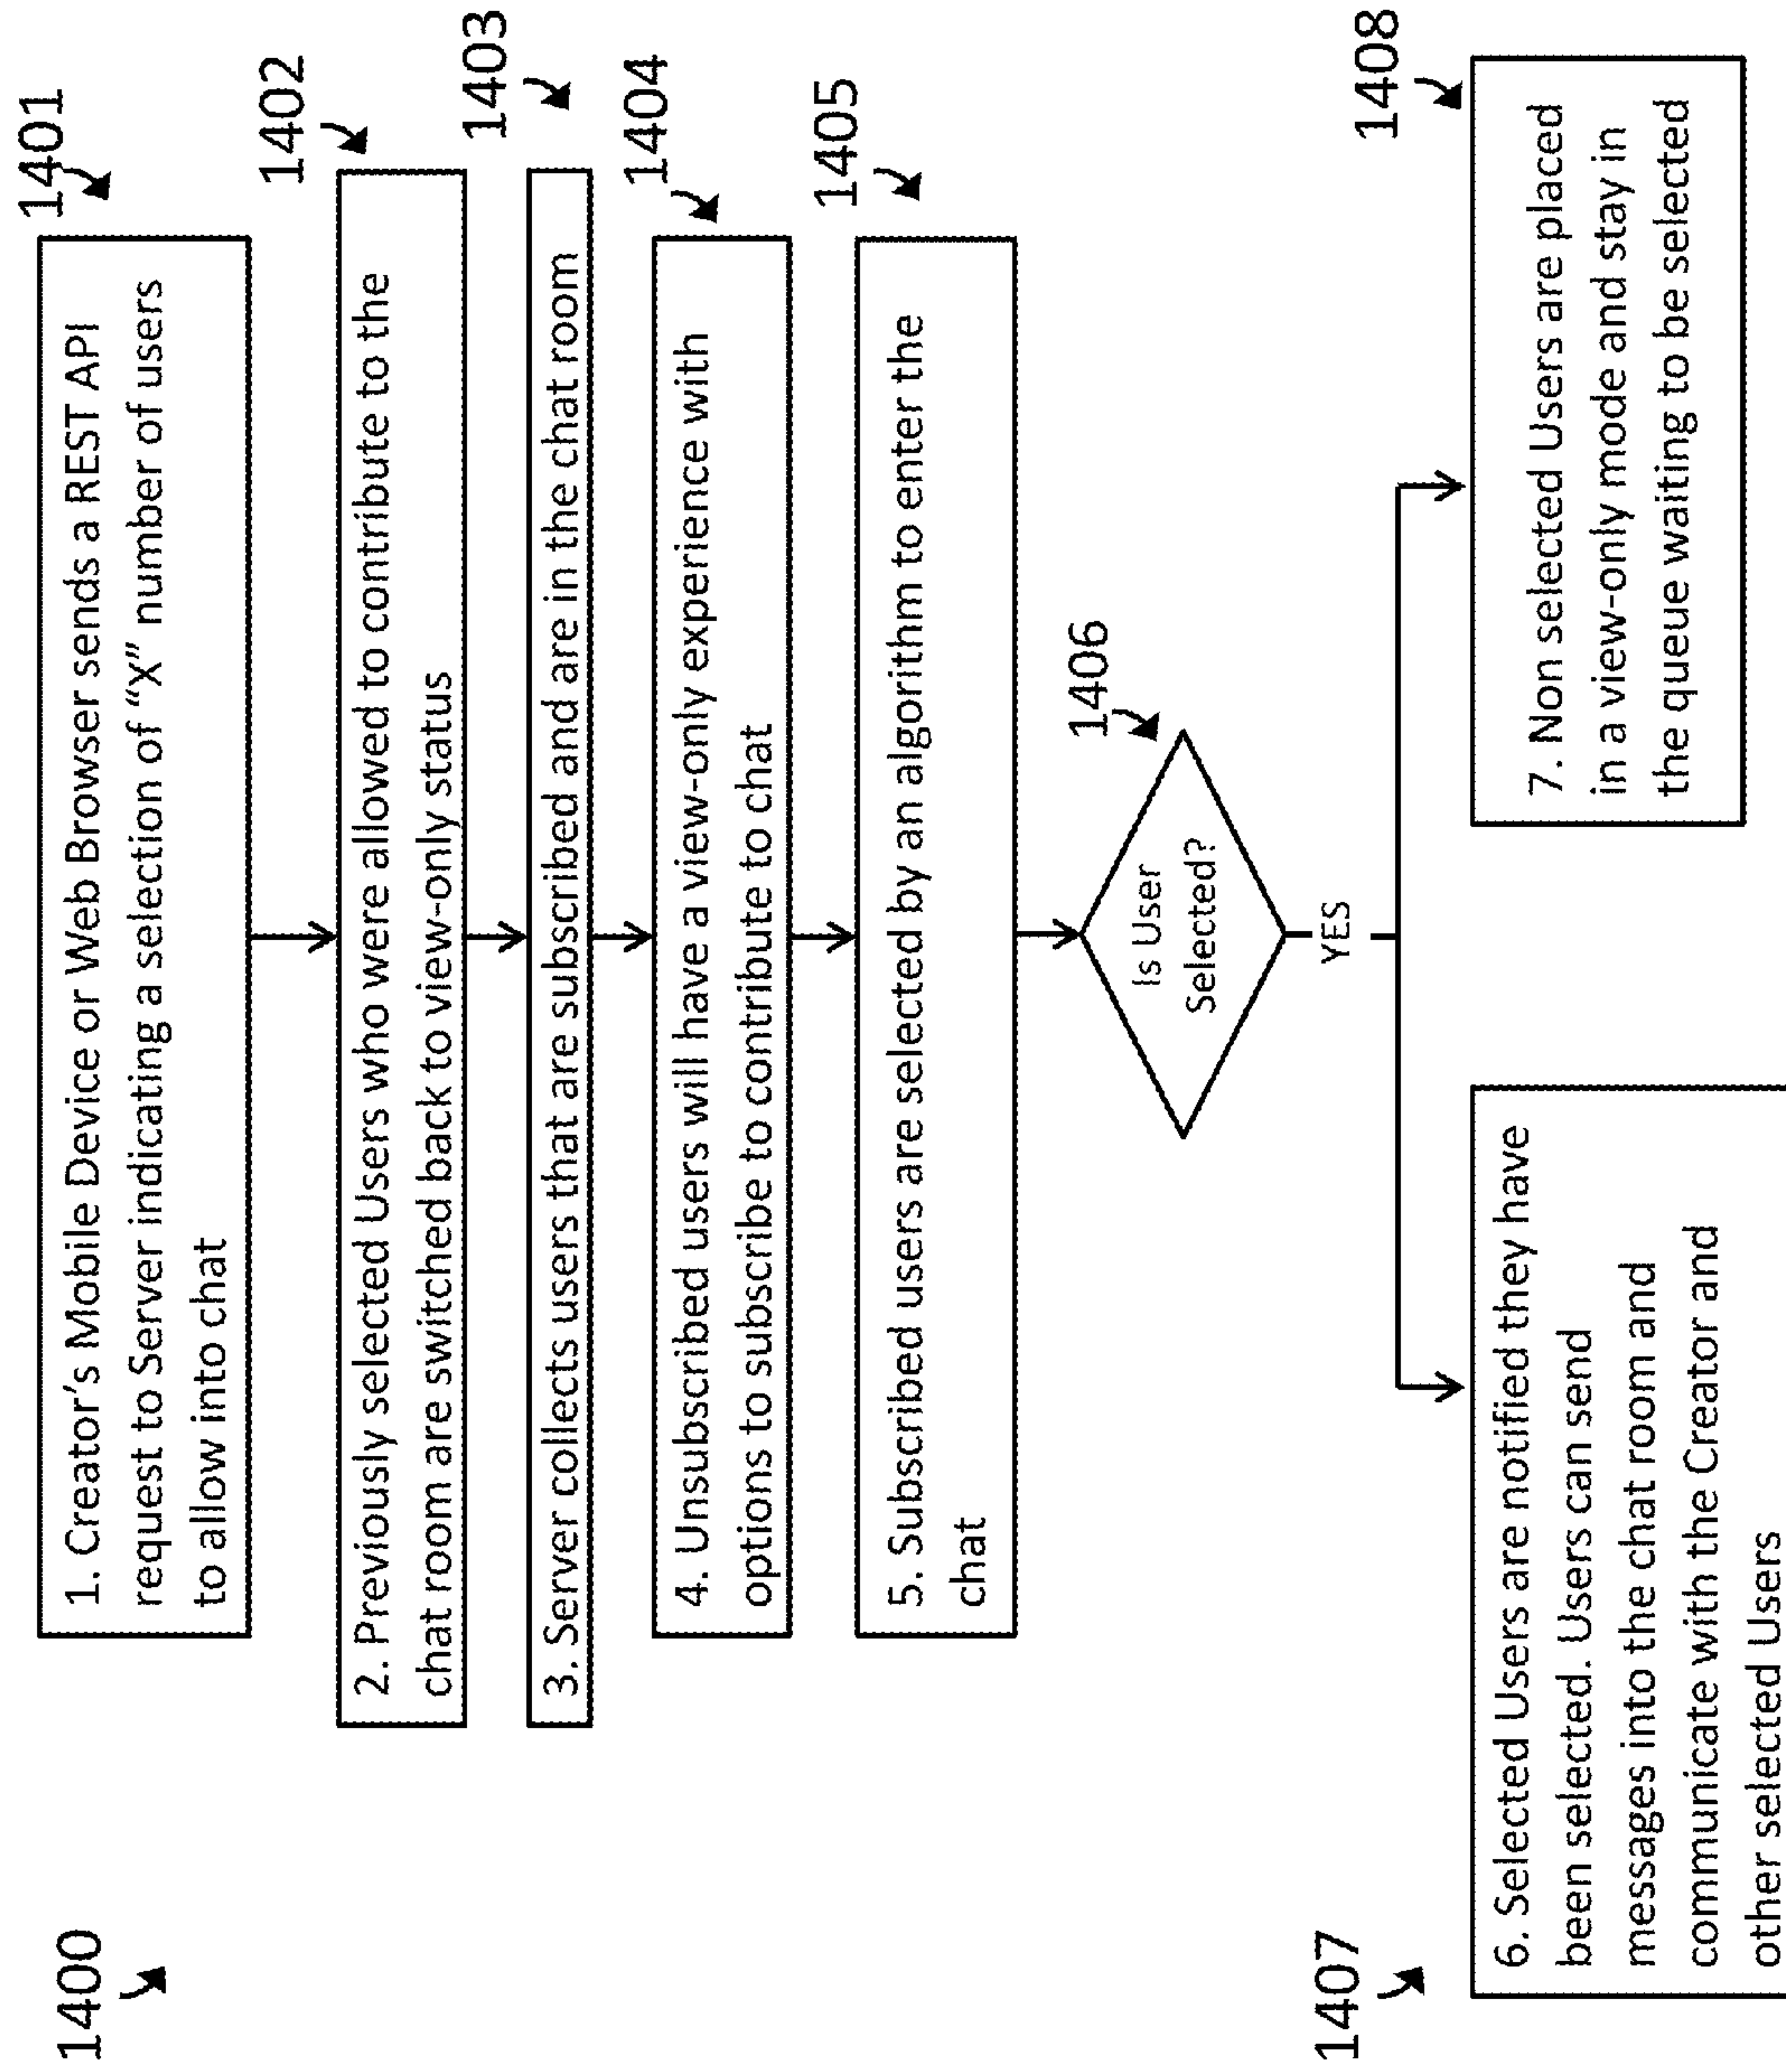 1400
1401
1. Creator's Mobile Device or Web Browser sends a REST API
request to Server indicating a selection of “X” number of users
to allow into chat
1402
2. Previously selected Users who were allowed to contribute to the
chat room are switched back to view-only status
1403
3. Server collects users that are subscribed and are in the chat room
1404
4. Unsubscribed users will have a view-only experience with
options to subscribe to contribute to chat
1405
5. Subscribed users are selected by an algorithm to enter the
chat
1406
Is User
Selected?
YES
1407
6. Selected Users are notified they have
been selected. Users can send
messages into the chat room and
communicate with the Creator and
other selected Users
1408
7. Non selected Users are placed
in a view-only mode and stay in
the queue waiting to be selected